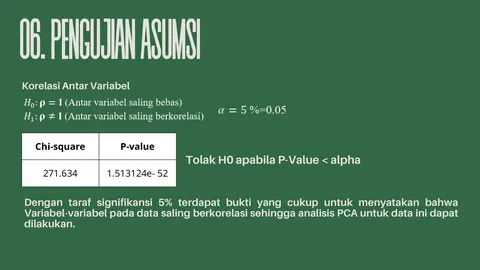 06. PENGUJIAN ASUMSI
Korelasi Antar Variabel
H₀: ρ = I (Antar variabel saling bebas)
H₁: ρ ≠ I (Antar variabel saling berkorelasi)
α = 5 %=0.05
Chi-square P-value
271.634 1.513124e- 52
Tolak H0 apabila P-Value < alpha
Dengan taraf signifikansi 5% terdapat bukti yang cukup untuk menyatakan bahwa
Variabel-variabel pada data saling berkorelasi sehingga analisis PCA untuk data ini dapat
dilakukan.